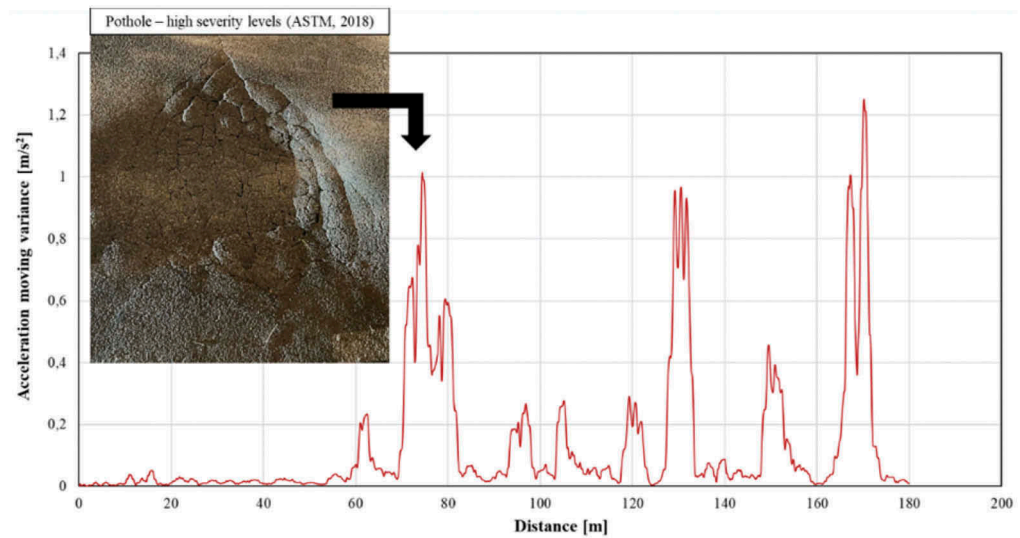 Pothole – high severity levels (ASTM, 2018)
1,4
1,2
1
0,8
0,6
0,4
0,2
0
Acceleration moving variance [m/s²]
0 20 40 60 80 100 120 140 160 180 200
Distance [m]